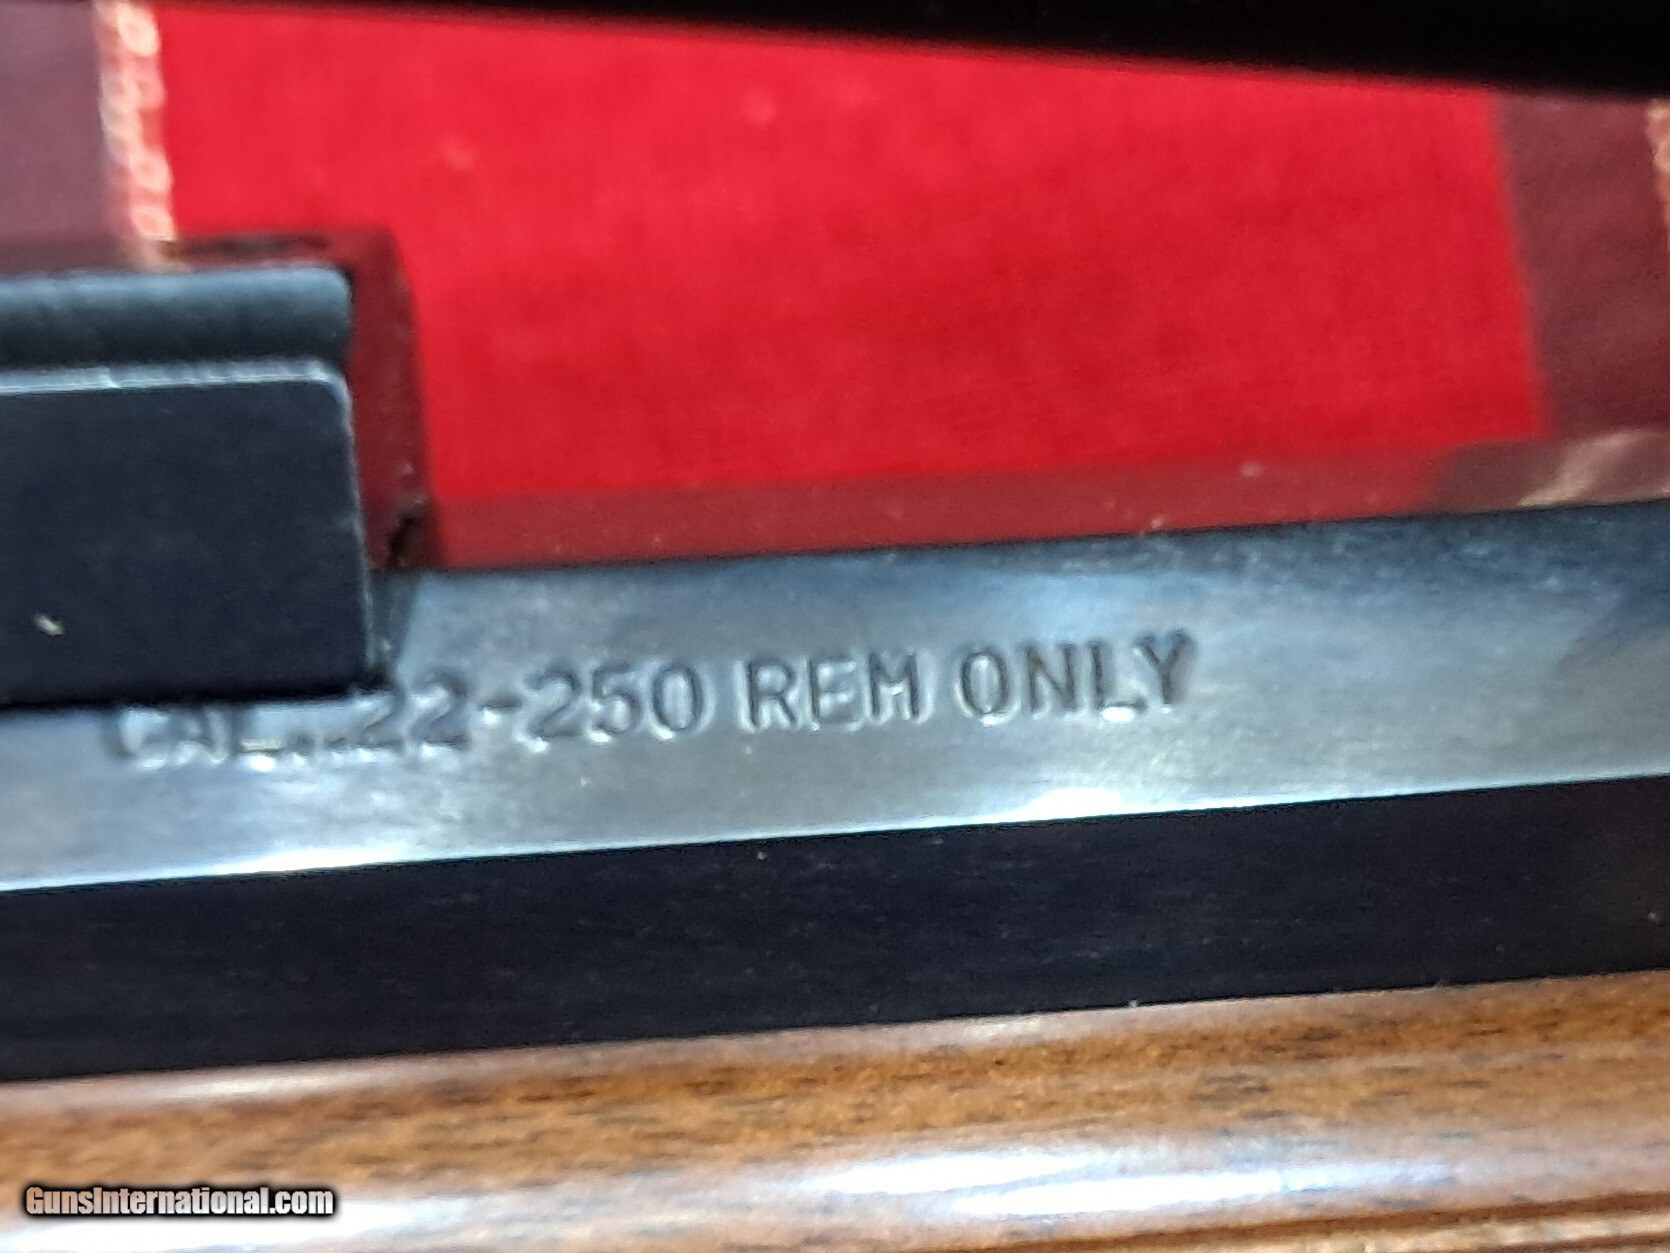 CAL..22-250 REM ONLY
GunsInternational.com